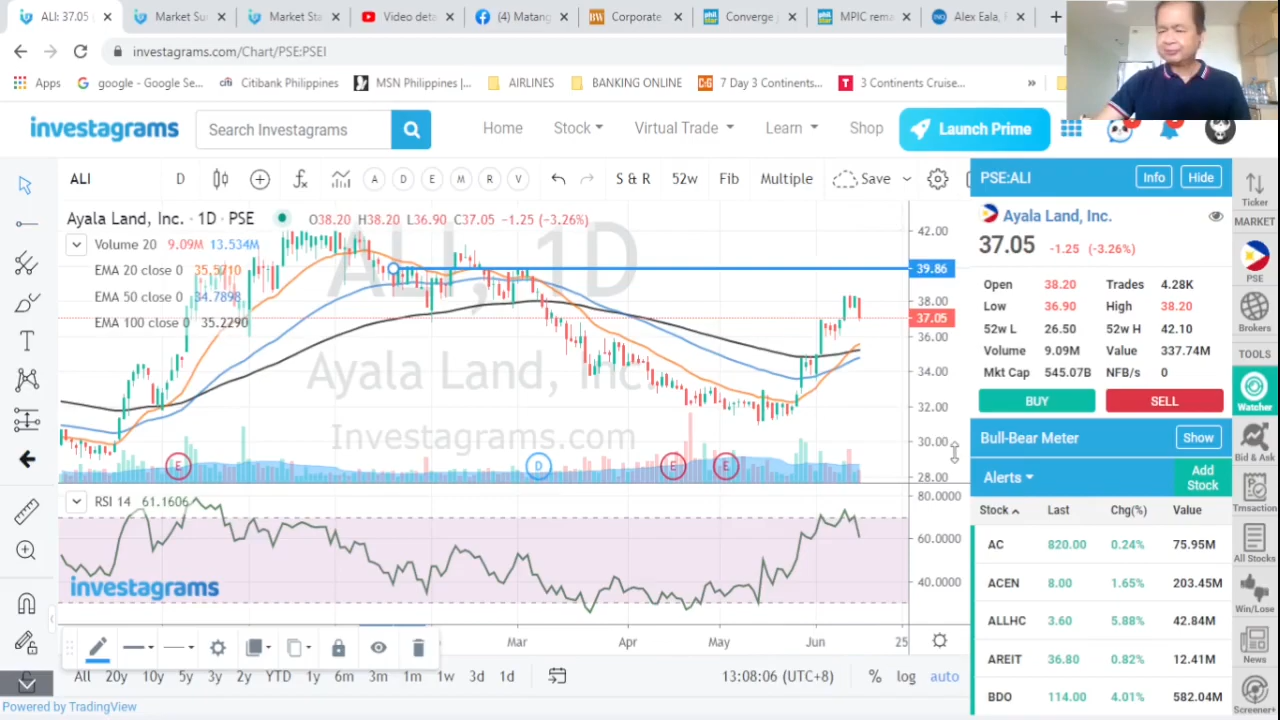 ALI: 37.05
Market Su
Market Sta
Video deta
(4) Matang
Corporate
Converge
MPIC rema
Alex Eala, F
investagrams.com/Chart/PSE:PSEI
Apps
google - Google Se...
Citibank Philippines
MSN Philippines |...
AIRLINES
BANKING ONLINE
7 Day 3 Continents...
3 Continents Cruise...
»
investagrams
Search Investagrams
Home
Stock
Virtual Trade
Learn
Shop
Launch Prime
ALI
D
A D E M R V
S & R
52w
Fib
Multiple
Save
Ayala Land, Inc. · 1D · PSE
O38.20 H38.20 L36.90 C37.05 -1.25 (-3.26%)
Volume 20 9.09M 13.534M
EMA 20 close 0
EMA 50 close 0 34.7898
EMA 100 close 0 35.2290
ALI, 1D
Ayala Land, Inc.
Investagrams.com
42.00
39.86
38.00
37.05
36.00
34.00
32.00
30.00
28.00
E
D
E
E
RSI 14 61.1606
80.0000
60.0000
40.0000
investagrams
Mar
Apr
May
Jun
25
All 20y 10y 5y 3y 2y YTD 1y 6m 3m 1m 1w 3d 1d
13:08:06 (UTC+8)
% log auto
Powered by TradingView
PSE:ALI
Info
Hide
Ayala Land, Inc.
37.05 -1.25 (-3.26%)
Open 38.20 Trades 4.28K
Low 36.90 High 38.20
52w L 26.50 52w H 42.10
Volume 9.09M Value 337.74M
Mkt Cap 545.07B NFB/s 0
BUY
SELL
Bull-Bear Meter
Show
Alerts
Add
Stock
Stock Last Chg(%) Value
AC 820.00 0.24% 75.95M
ACEN 8.00 1.65% 203.45M
ALLHC 3.60 5.88% 42.84M
AREIT 36.80 0.82% 12.41M
BDO 114.00 4.01% 582.04M
Ticker
MARKET
PSE
Brokers
TOOLS
Watcher
Bid & Ask
Trnsaction
All Stocks
Win/Lose
News
Screener+